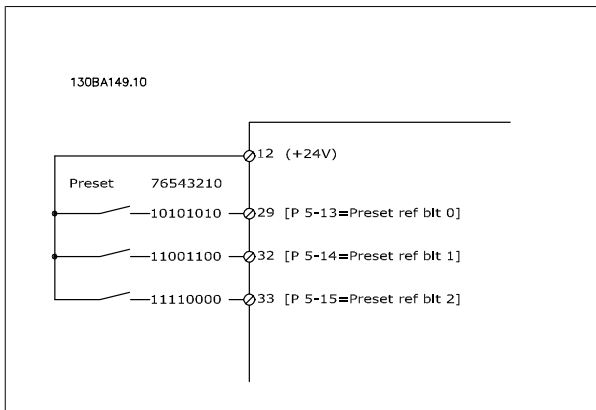 130BA149.10
12 (+24V)
Preset 76543210
10101010 29 [P 5-13=Preset ref bit 0]
11001100 32 [P 5-14=Preset ref bit 1]
11110000 33 [P 5-15=Preset ref bit 2]